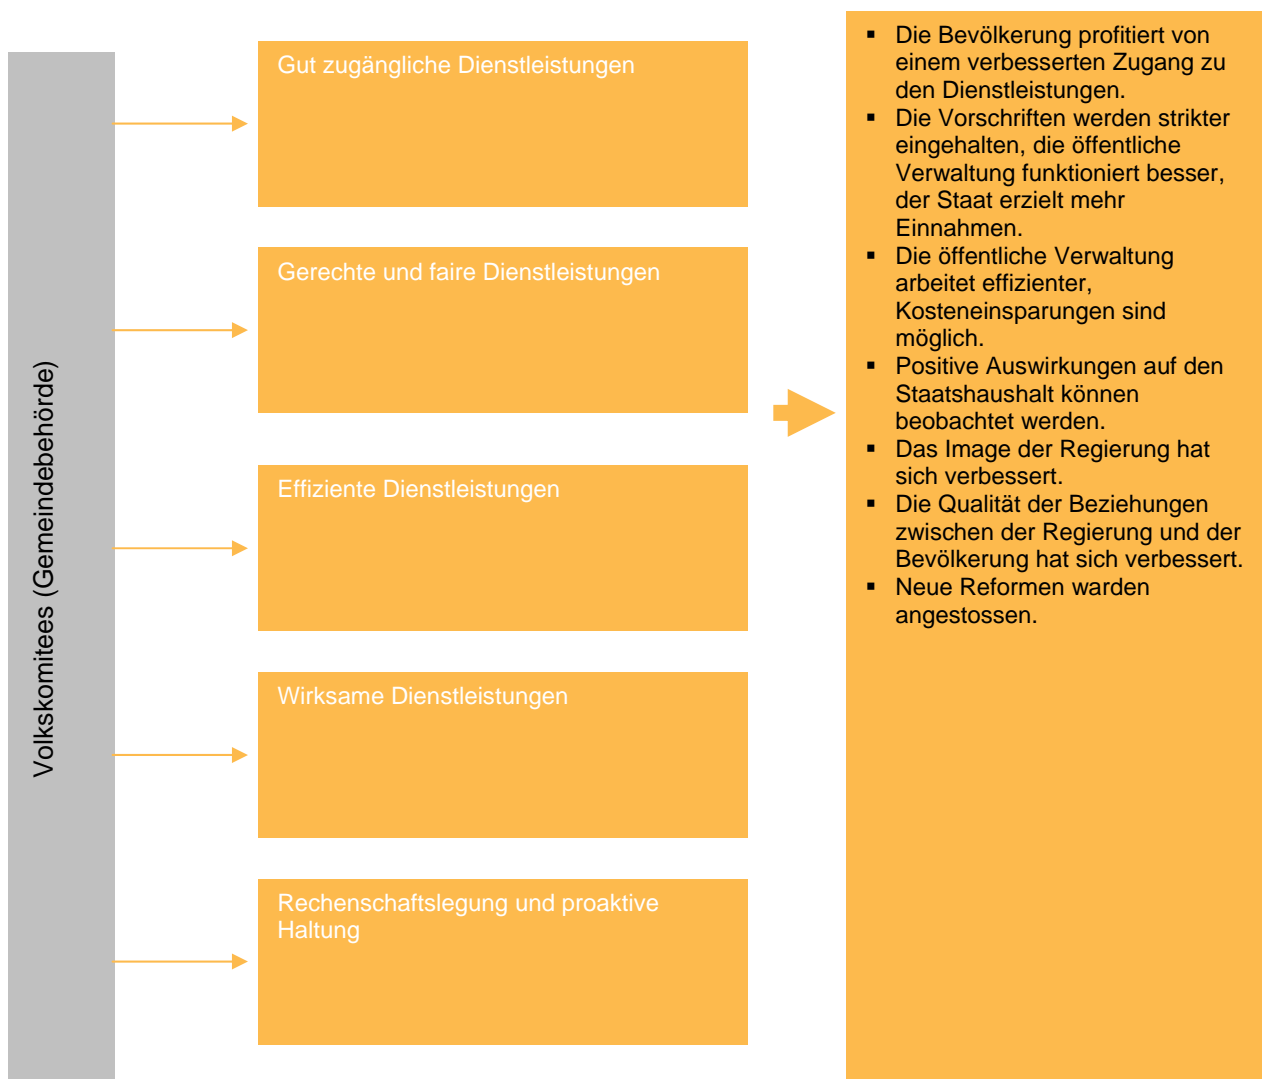 Volkskomitees (Gemeindebehörde)
Gut zugängliche Dienstleistungen
Gerechte und faire Dienstleistungen
Effiziente Dienstleistungen
Wirksame Dienstleistungen
Rechenschaftslegung und proaktive
Haltung
▪ Die Bevölkerung profitiert von
einem verbesserten Zugang zu
den Dienstleistungen.
▪ Die Vorschriften werden strikter
eingehalten, die öffentliche
Verwaltung funktioniert besser,
der Staat erzielt mehr
Einnahmen.
▪ Die öffentliche Verwaltung
arbeitet effizienter,
Kosteneinsparungen sind
möglich.
▪ Positive Auswirkungen auf den
Staatshaushalt können
beobachtet werden.
▪ Das Image der Regierung hat
sich verbessert.
▪ Die Qualität der Beziehungen
zwischen der Regierung und der
Bevölkerung hat sich verbessert.
▪ Neue Reformen warden
angestossen.